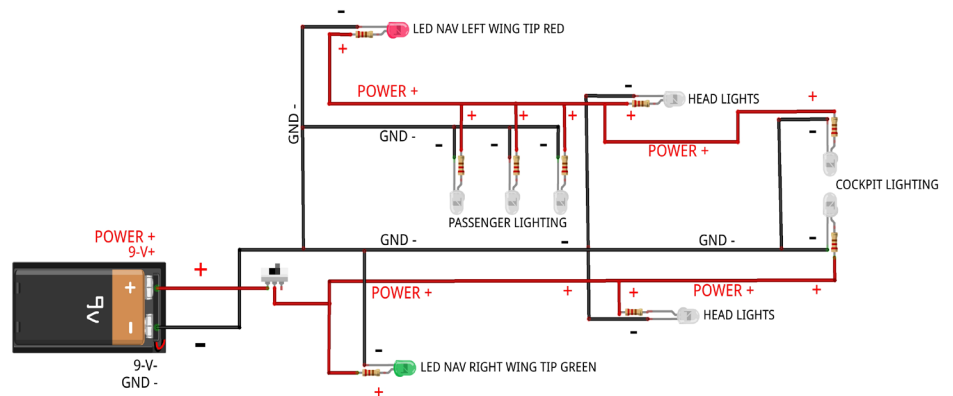 -
LED NAV LEFT WING TIP RED
+
POWER +
-
HEAD LIGHTS
+
GND -
+
+
+
+
GND -
-
-
-
POWER +
-
COCKPIT LIGHTING
PASSENGER LIGHTING
POWER +
9-V+
GND -
-
GND -
-
+
+
-
9v
POWER +
+
+
POWER +
+
HEAD LIGHTS
-
-
-
9-V-
GND -
LED NAV RIGHT WING TIP GREEN
+